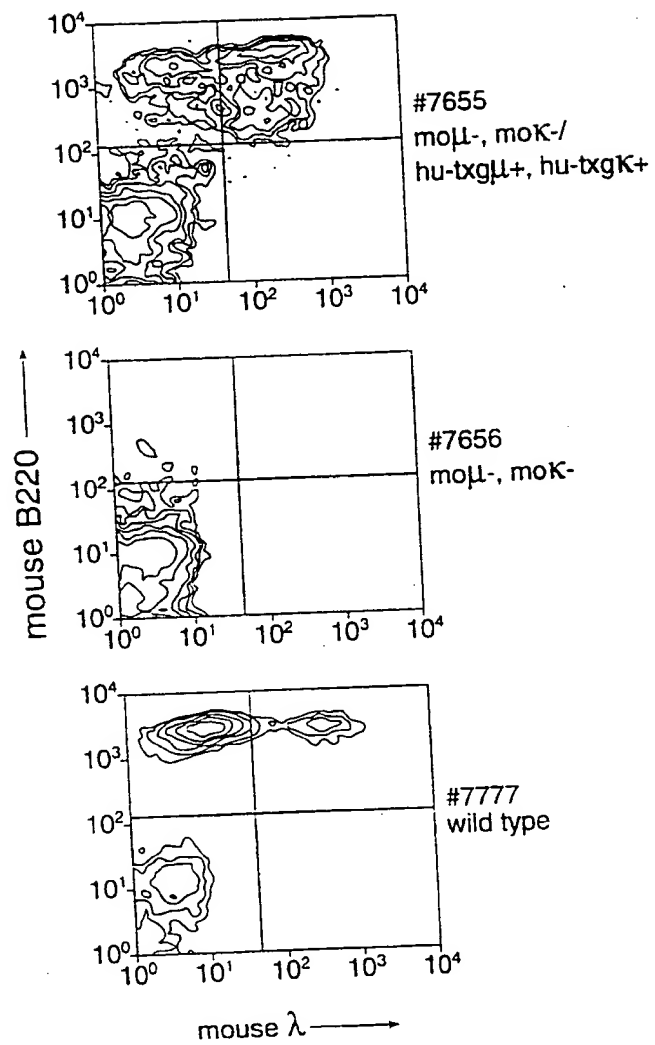 10⁴
10³
10²
10¹
10⁰
10⁰ 10¹ 10² 10³ 10⁴
#7655
moμ-, moκ-/
hu-txgμ+, hu-txgκ+
10⁴
10³
10²
10¹
10⁰
10⁰ 10¹ 10² 10³ 10⁴
#7656
moμ-, moκ-
10⁴
10³
10²
10¹
10⁰
10⁰ 10¹ 10² 10³ 10⁴
#7777
wild type
mouse B220
mouse λ